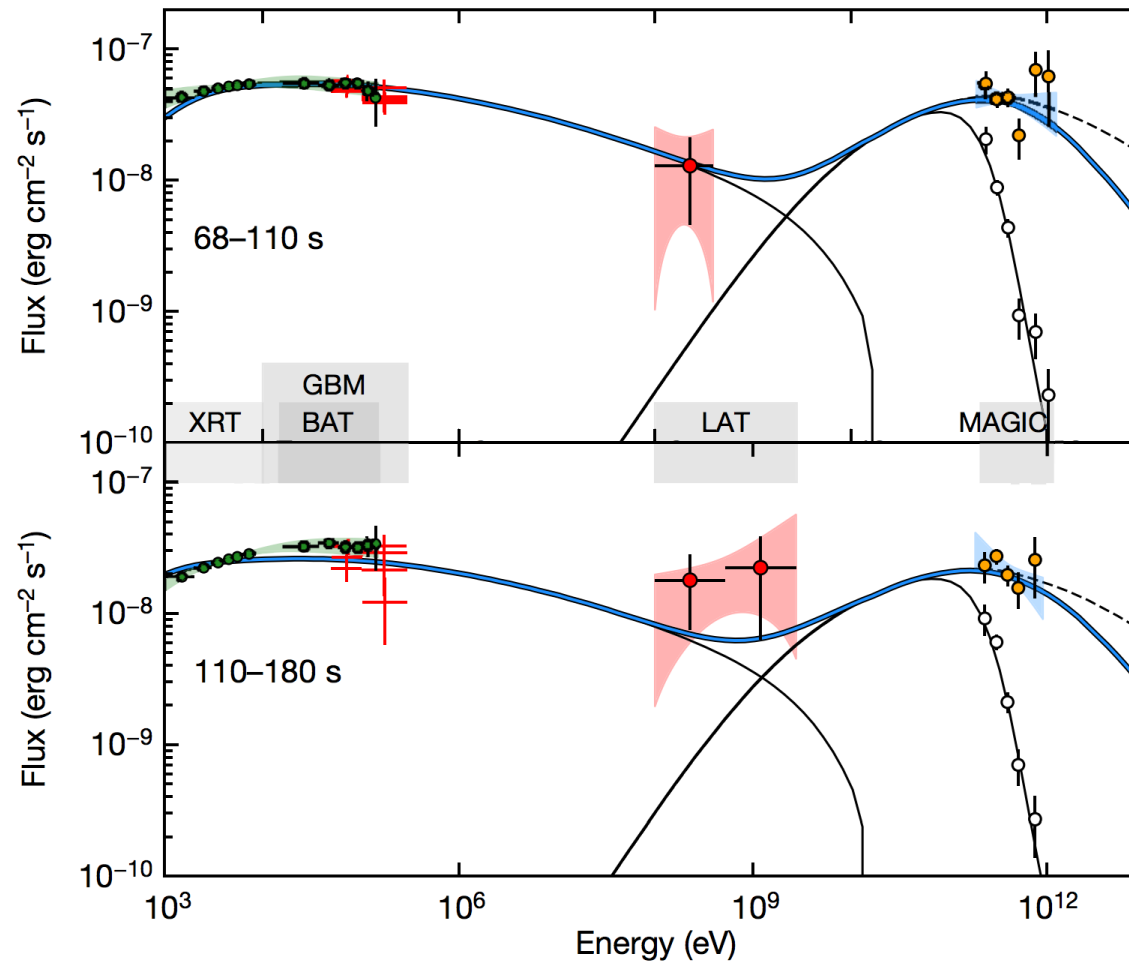 Flux (erg cm⁻² s⁻¹)
10⁻⁷
10⁻⁸
10⁻⁹
10⁻¹⁰
68–110 s
XRT
GBM
BAT
LAT
MAGIC
Flux (erg cm⁻² s⁻¹)
10⁻⁷
10⁻⁸
10⁻⁹
10⁻¹⁰
110–180 s
10³ 10⁶ 10⁹ 10¹²
Energy (eV)